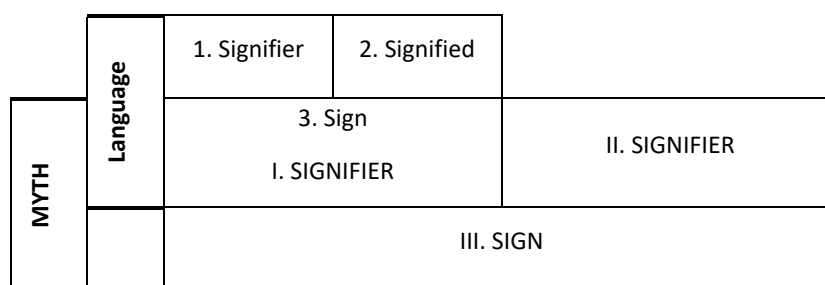 Language
1. Signifier
2. Signified
MYTH
3. Sign
I. SIGNIFIER
II. SIGNIFIER
III. SIGN